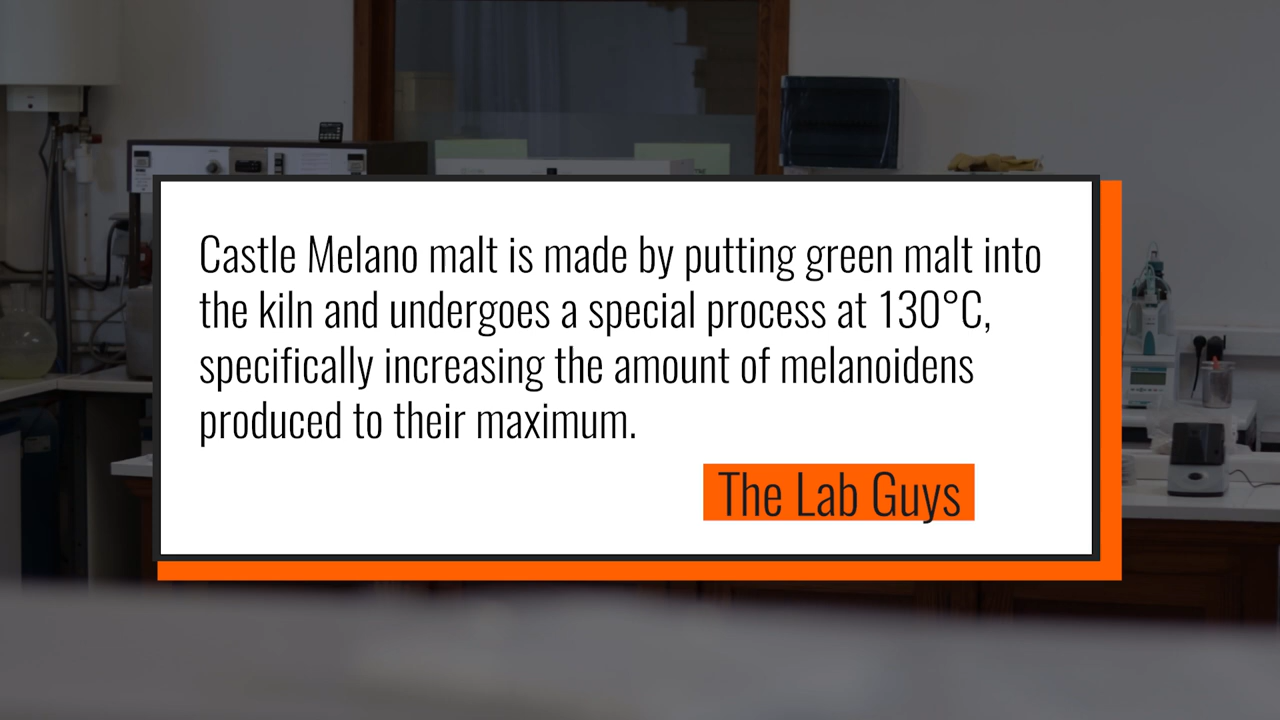 Castle Melano malt is made by putting green malt into
the kiln and undergoes a special process at 130°C,
specifically increasing the amount of melanoidens
produced to their maximum.
The Lab Guys